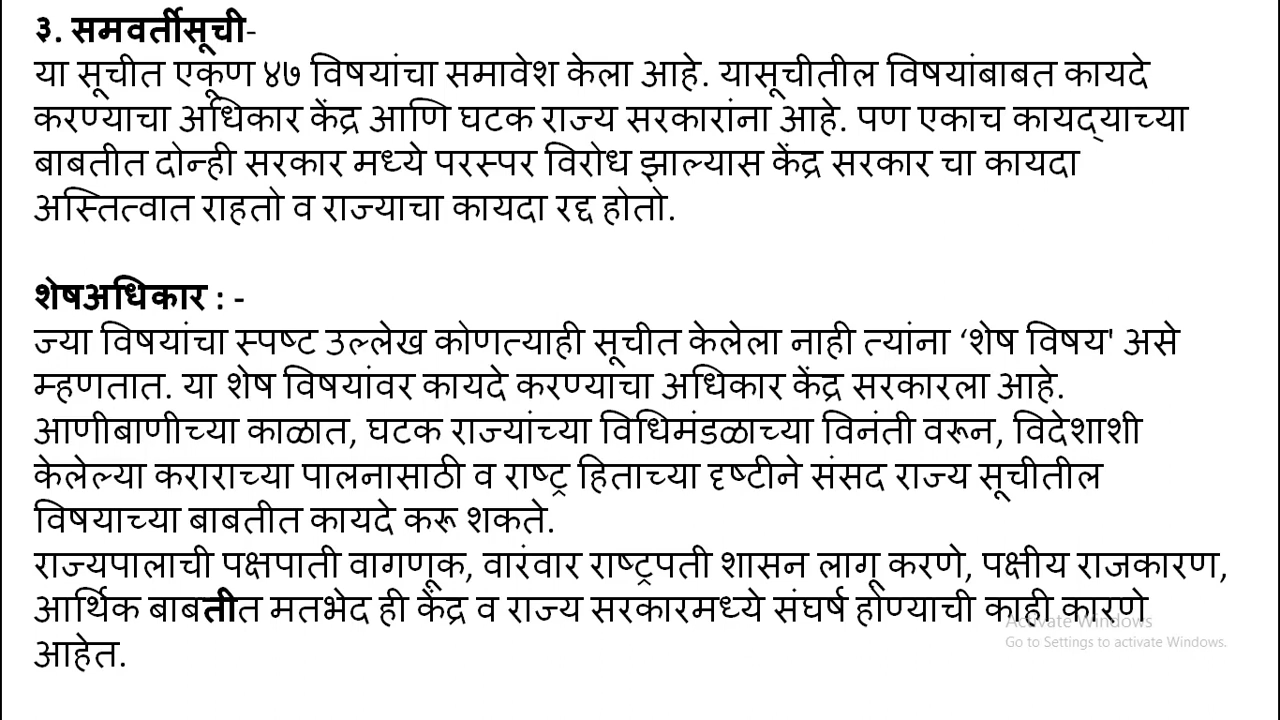 ३. समवर्तीसूची-
या सूचीत एकूण ४७ विषयांचा समावेश केला आहे. यासूचीतील विषयांबाबत कायदे
करण्याचा अधिकार केंद्र आणि घटक राज्य सरकारांना आहे. पण एकाच कायद्‌याच्या
बाबतीत दोन्ही सरकार मध्ये परस्पर विरोध झाल्यास केंद्र सरकार चा कायदा
अस्तित्वात राहतो व राज्याचा कायदा रद्द होतो.
शेषअधिकार : -
ज्या विषयांचा स्पष्ट उल्लेख कोणत्याही सूचीत केलेला नाही त्यांना ‘शेष विषय' असे
म्हणतात. या शेष विषयांवर कायदे करण्याचा अधिकार केंद्र सरकारला आहे.
आणीबाणीच्या काळात, घटक राज्यांच्या विधिमंडळाच्या विनंती वरून, विदेशाशी
केलेल्या कराराच्या पालनासाठी व राष्ट्र हिताच्या दृष्टीने संसद राज्य सूचीतील
विषयाच्या बाबतीत कायदे करू शकते.
राज्यपालाची पक्षपाती वागणूक, वारंवार राष्ट्रपती शासन लागू करणे, पक्षीय राजकारण,
आर्थिक बाबतीत मतभेद ही केंद्र व राज्य सरकारमध्ये संघर्ष होण्याची काही कारणे
आहेत.
Activate Windows
Go to Settings to activate Windows.